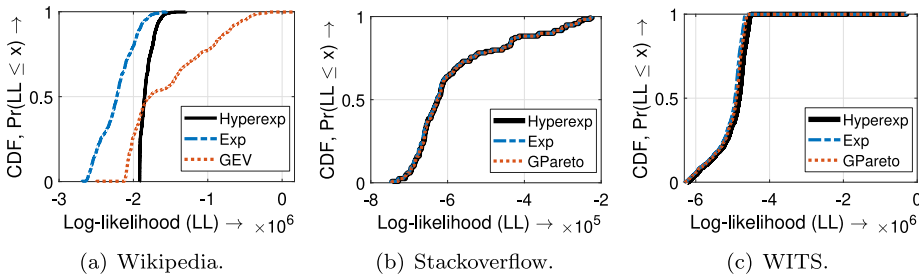 CDF, Pr(LL ≤ x) →
1
0.5
0
-3
-2
-1
0
Hyperexp
Exp
GEV
Log-likelihood (LL) → ×10^6
(a) Wikipedia.
CDF, Pr(LL ≤ x) →
1
0.5
0
-8
-6
-4
-2
Hyperexp
Exp
GPareto
Log-likelihood (LL) → ×10^5
(b) Stackoverflow.
CDF, Pr(LL ≤ x) →
1
0.5
0
-6
-4
-2
0
Hyperexp
Exp
GPareto
Log-likelihood (LL) → ×10^6
(c) WITS.